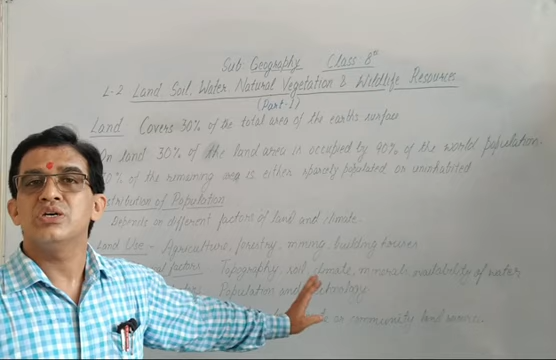 Sub Geography Class 8th
L-2 Land Soil, Water Natural Vegetation & Wildlife Resources
(Part-1)
Land Covers 30% of the total area of the earth surface
On land 30% of the land area is occupied by 90% of the world population.
0% of the remaining area is either sparsely populated or uninhabited
stribution of Population
Depends on different factors of land and climate.
Land Use - Agriculture, forestry, mining, building houses
al factors Topography, soil, climate, minerals, availability of water
Population and technology
or community land